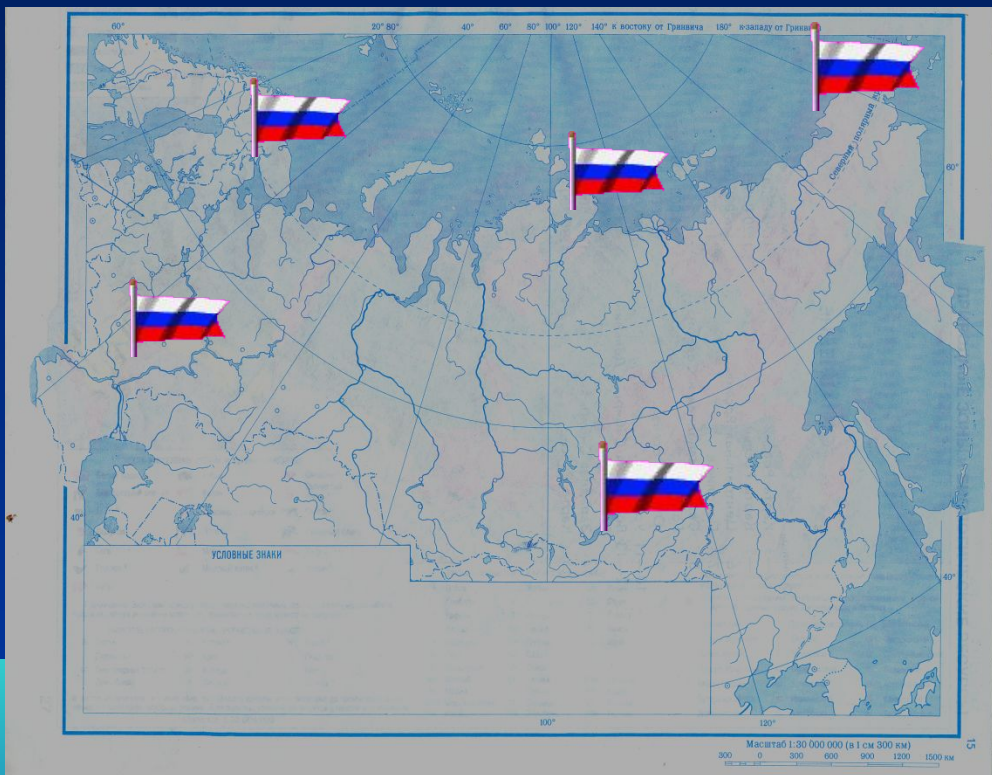 60° 20° 80° 40° 60° 80° 100° 120° 140° к востоку от Гринвича 180° к западу от
Северный полярный
60°
40°
УСЛОВНЫЕ ЗНАКИ
40°
100° 120°
15
Масштаб 1:30 000 000 (в 1 см 300 км)
300 0 300 600 900 1200 1500 км